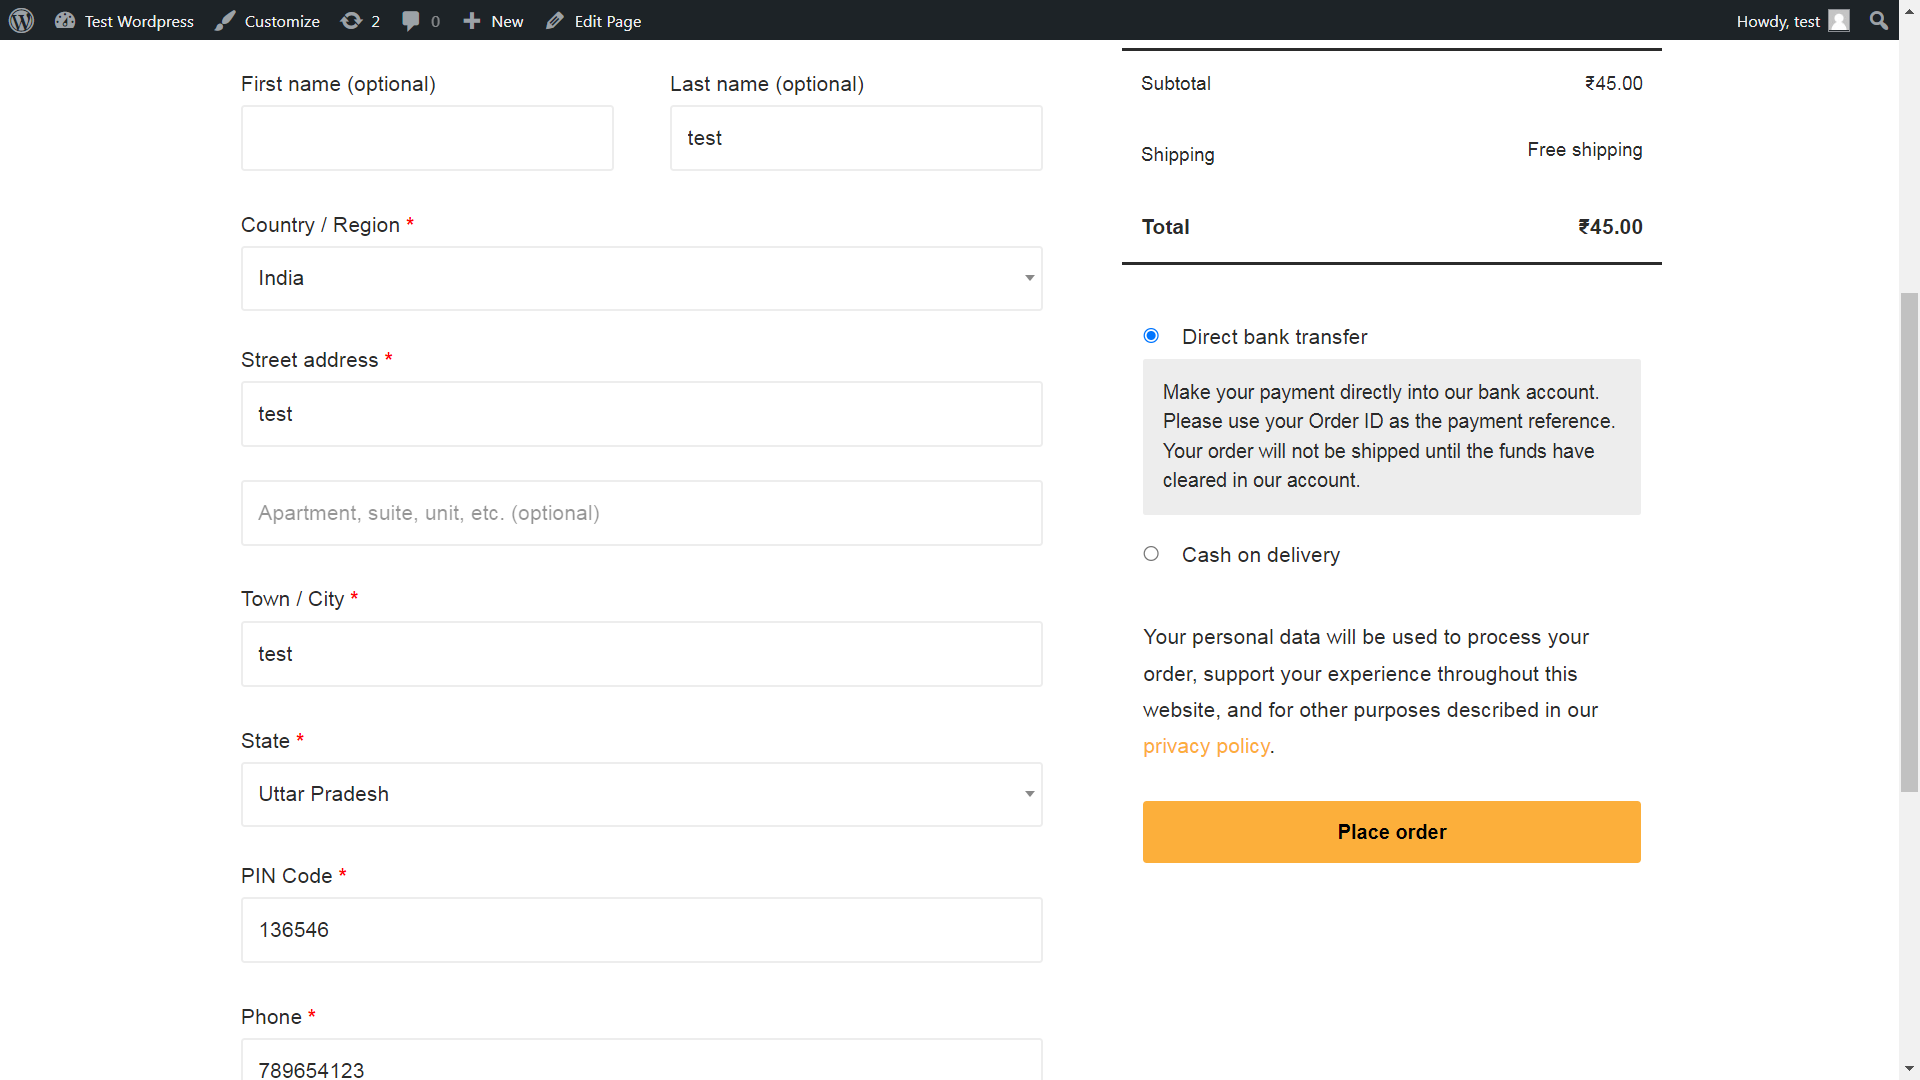 Test Wordpress Customize 2 0 New Edit Page Howdy, test
First name (optional)
Last name (optional)
test
Country / Region *
India
Street address *
test
Apartment, suite, unit, etc. (optional)
Town / City *
test
State *
Uttar Pradesh
PIN Code *
136546
Phone *
789654123
Subtotal ₹45.00
Shipping Free shipping
Total ₹45.00
Direct bank transfer
Make your payment directly into our bank account.
Please use your Order ID as the payment reference.
Your order will not be shipped until the funds have
cleared in our account.
Cash on delivery
Your personal data will be used to process your
order, support your experience throughout this
website, and for other purposes described in our
privacy policy.
Place order